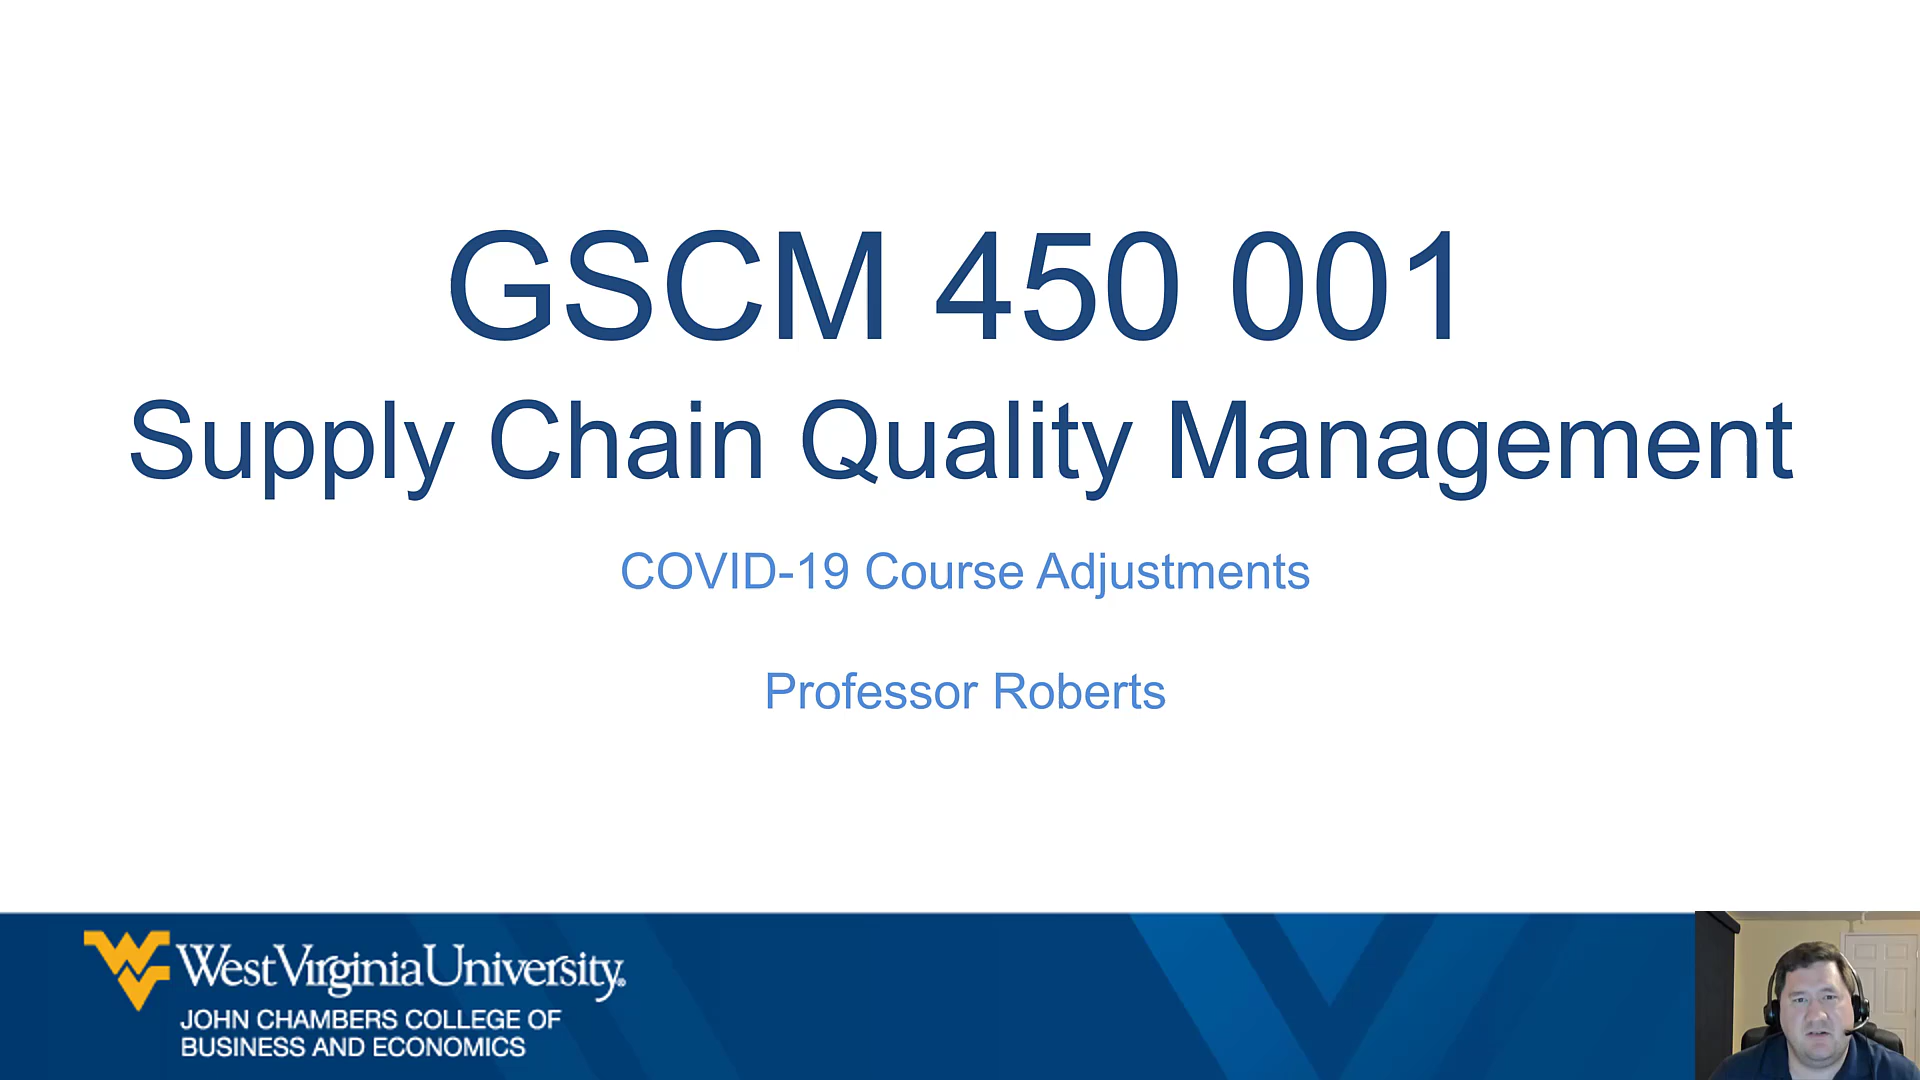 GSCM 450 001
Supply Chain Quality Management
COVID-19 Course Adjustments
Professor Roberts
WestVirginiaUniversity®
JOHN CHAMBERS COLLEGE OF
BUSINESS AND ECONOMICS